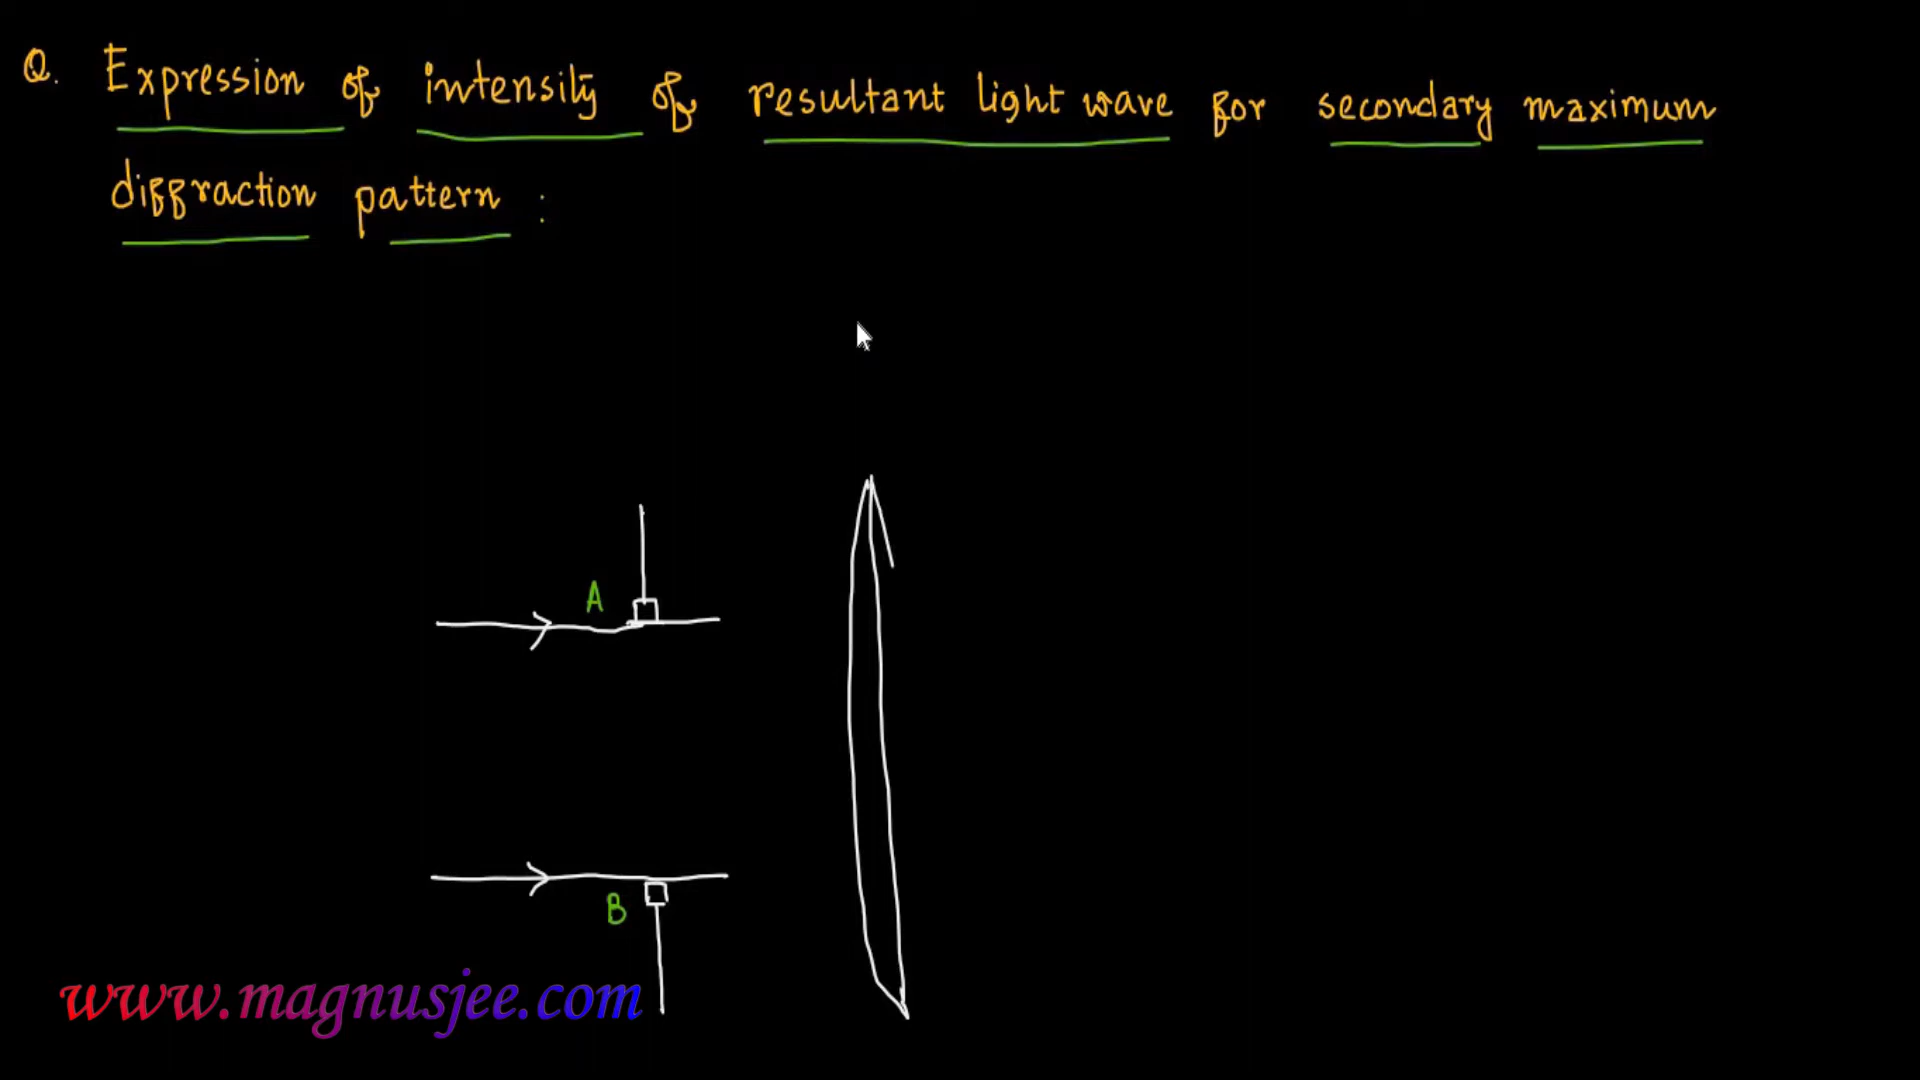 Q. Expression of intensity of resultant light wave for secondary maximum
diffraction pattern :
A
B
www.magnusjee.com